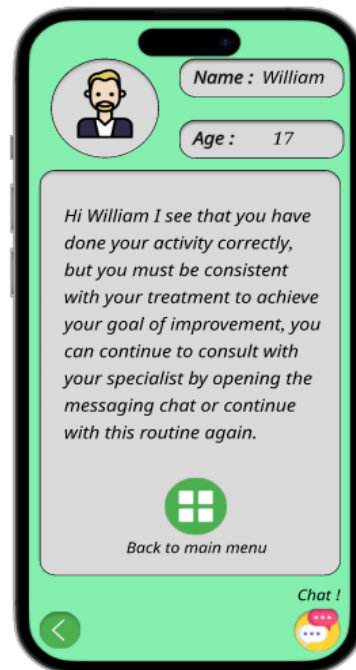 Name : William
Age : 17
Hi William I see that you have
done your activity correctly,
but you must be consistent
with your treatment to achieve
your goal of improvement, you
can continue to consult with
your specialist by opening the
messaging chat or continue
with this routine again.
Back to main menu
Chat !